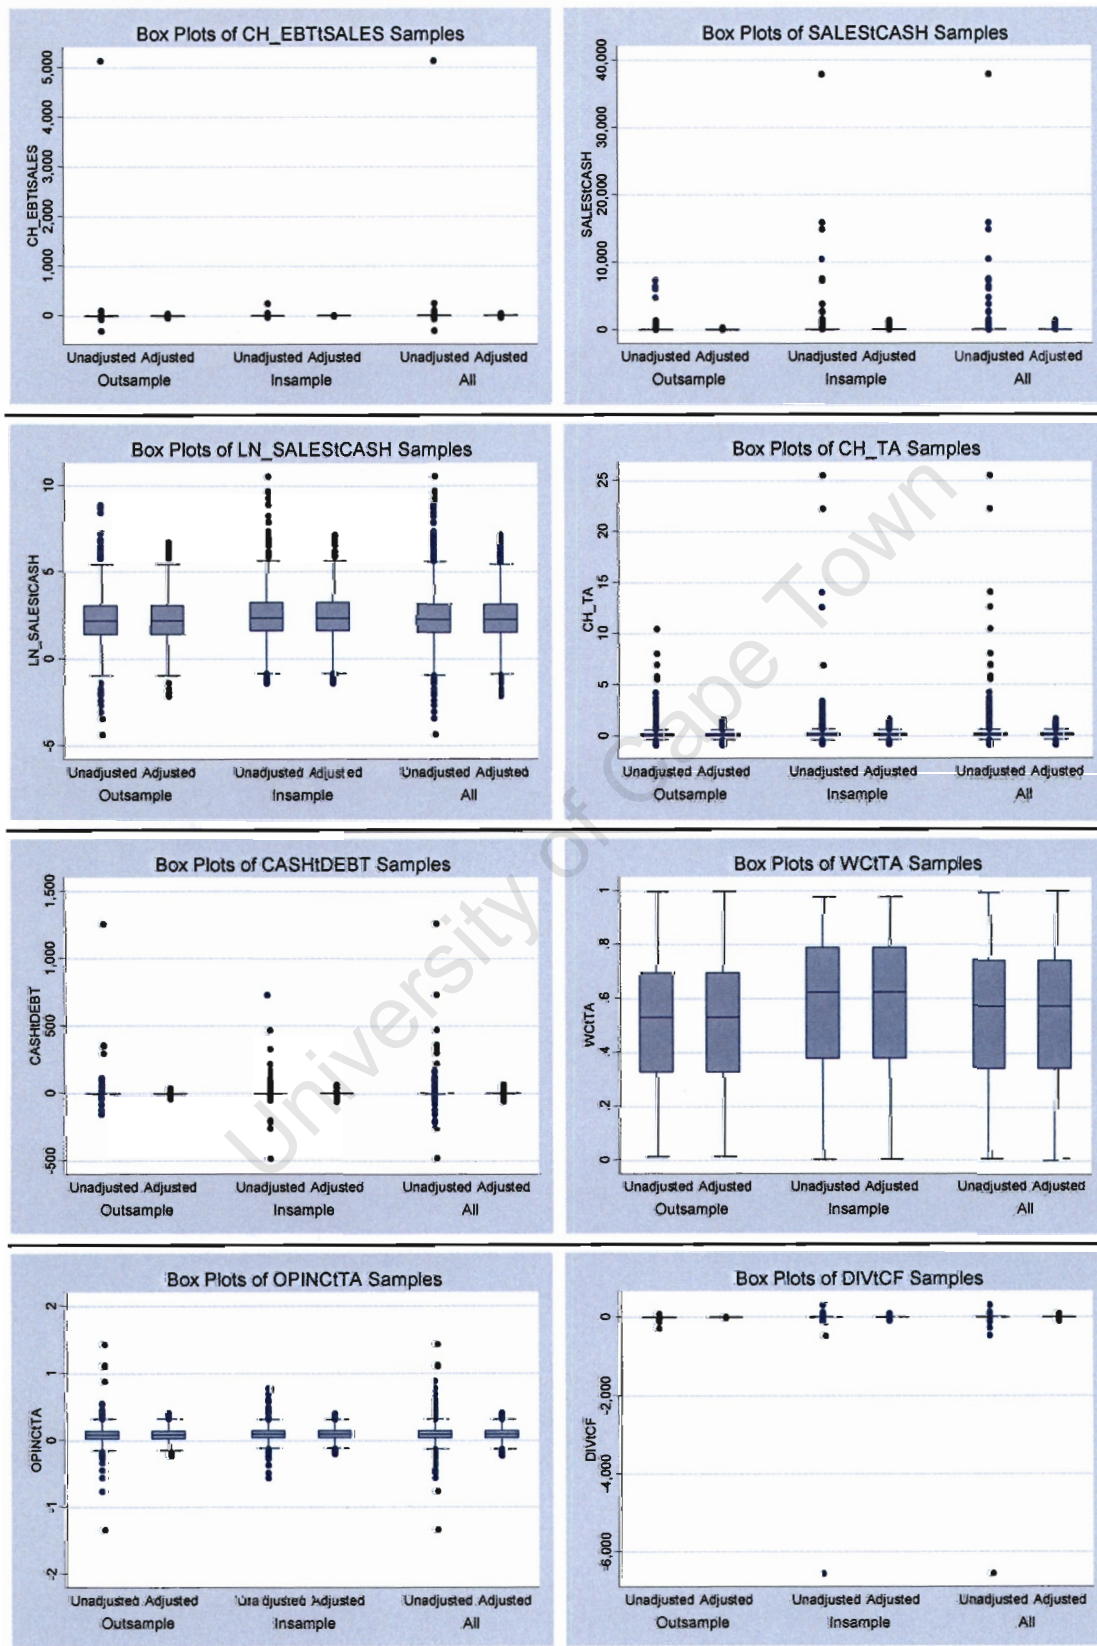 Box Plots of CH_EBTtSALES Samples
CH_EBTtSALES
5,000
4,000
3,000
2,000
1,000
0
Unadjusted Adjusted Unadjusted Adjusted Unadjusted Adjusted
Outsample Insample All
Box Plots of SALEStCASH Samples
SALEStCASH
40,000
30,000
20,000
10,000
0
Unadjusted Adjusted Unadjusted Adjusted Unadjusted Adjusted
Outsample Insample All
Box Plots of LN_SALEStCASH Samples
LN_SALEStCASH
10
5
0
-5
Unadjusted Adjusted Unadjusted Adjusted Unadjusted Adjusted
Outsample Insample All
Box Plots of CH_TA Samples
CH_TA
25
20
15
10
5
0
Unadjusted Adjusted Unadjusted Adjusted Unadjusted Adjusted
Outsample Insample All
Box Plots of CASHtDEBT Samples
CASHtDEBT
1,500
1,000
500
0
-500
Unadjusted Adjusted Unadjusted Adjusted Unadjusted Adjusted
Outsample Insample All
Box Plots of WCtTA Samples
WCtTA
1
.8
.6
.4
.2
0
Unadjusted Adjusted Unadjusted Adjusted Unadjusted Adjusted
Outsample Insample All
Box Plots of OPINCtTA Samples
OPINCtTA
2
1
0
-1
-2
Unadjusted Adjusted Unadjusted Adjusted Unadjusted Adjusted
Outsample Insample All
Box Plots of DIVtCF Samples
DIVtCF
0
-2,000
-4,000
-6,000
Unadjusted Adjusted Unadjusted Adjusted Unadjusted Adjusted
Outsample Insample All
University of Cape Town